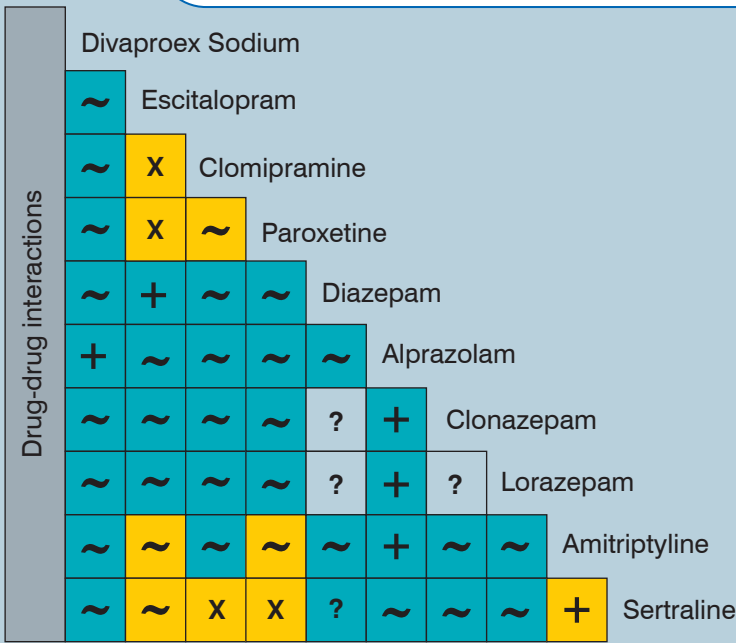 Drug-drug interactions
Divaproex Sodium
~ Escitalopram
~ X Clomipramine
~ X ~ Paroxetine
~ + ~ ~ Diazepam
+ ~ ~ ~ ~ Alprazolam
~ ~ ~ ~ ? + Clonazepam
~ ~ ~ ~ ? + ? Lorazepam
~ ~ ~ ~ ~ + ~ ~ Amitriptyline
~ ~ X X ? ~ ~ ~ + Sertraline